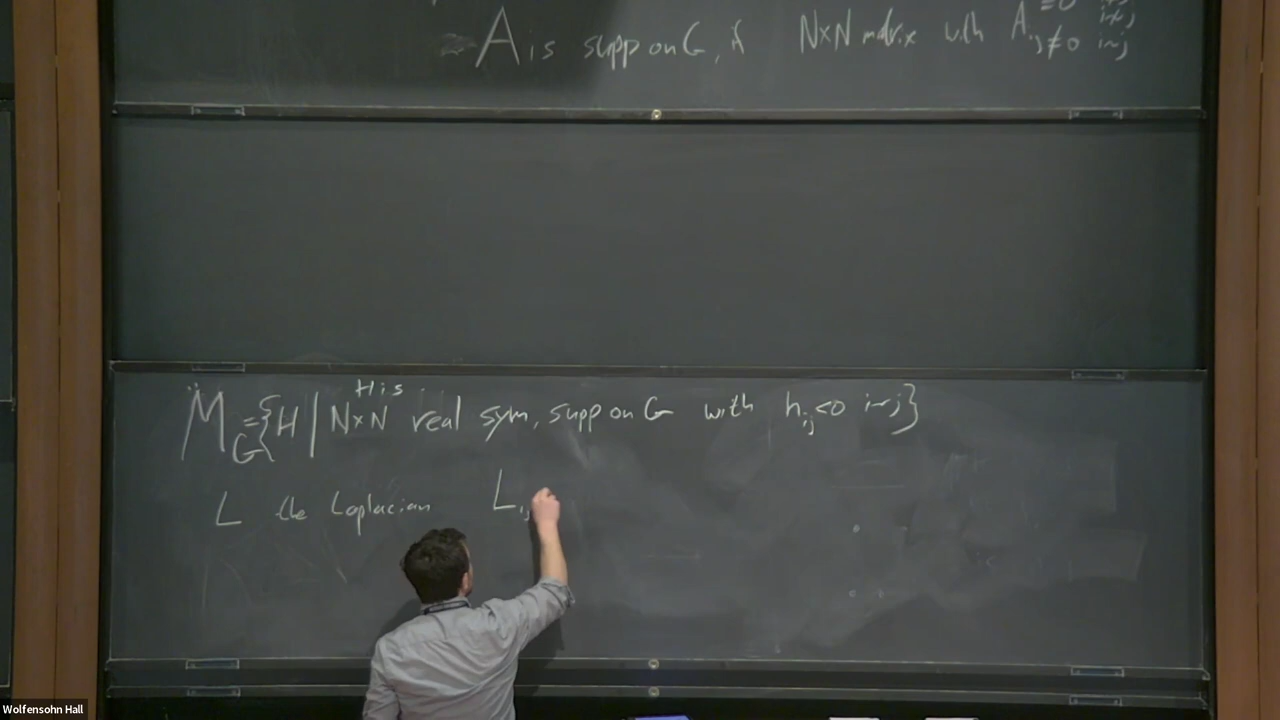 A is supp on G, if N×N matrix with A_ij ≠0 i~j
=0 i≁j
H is
M_G = {H | N×N real sym, supp on G with h_ij <0 i~j}
L the Laplacian L_ij
Wolfensohn Hall